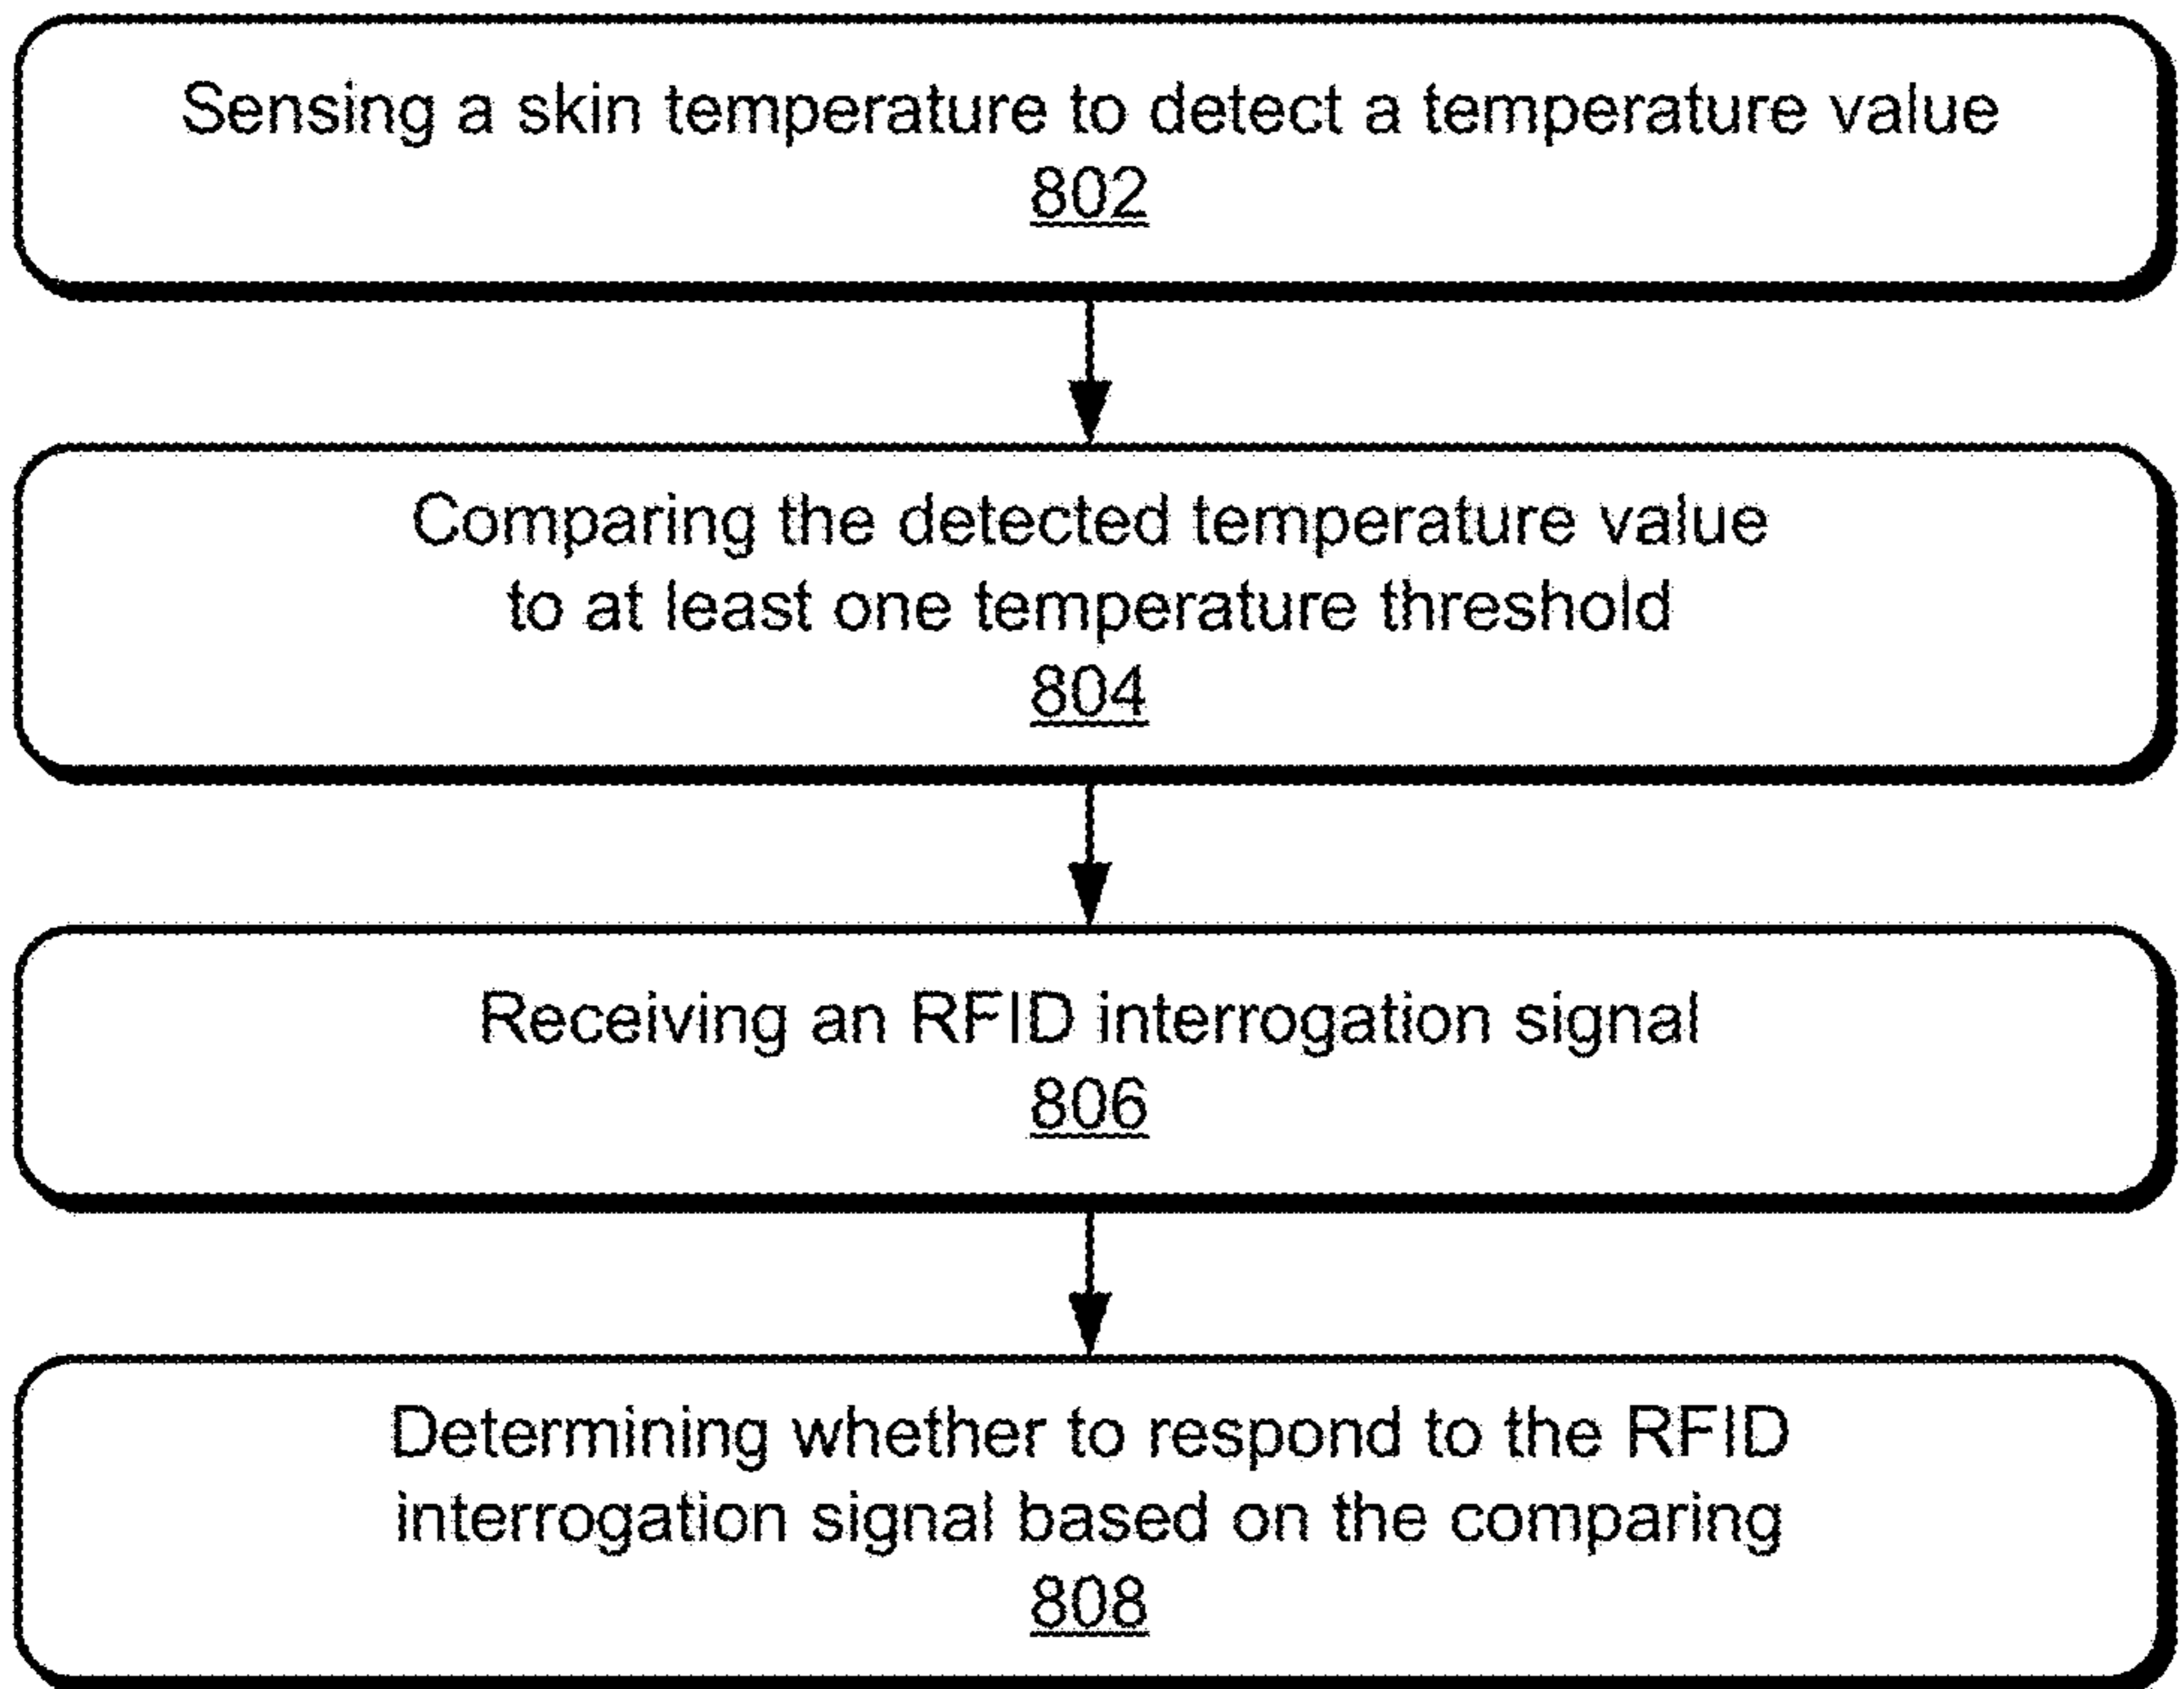 Sensing a skin temperature to detect a temperature value
802
Comparing the detected temperature value
to at least one temperature threshold
804
Receiving an RFID interrogation signal
806
Determining whether to respond to the RFID
interrogation signal based on the comparing
808